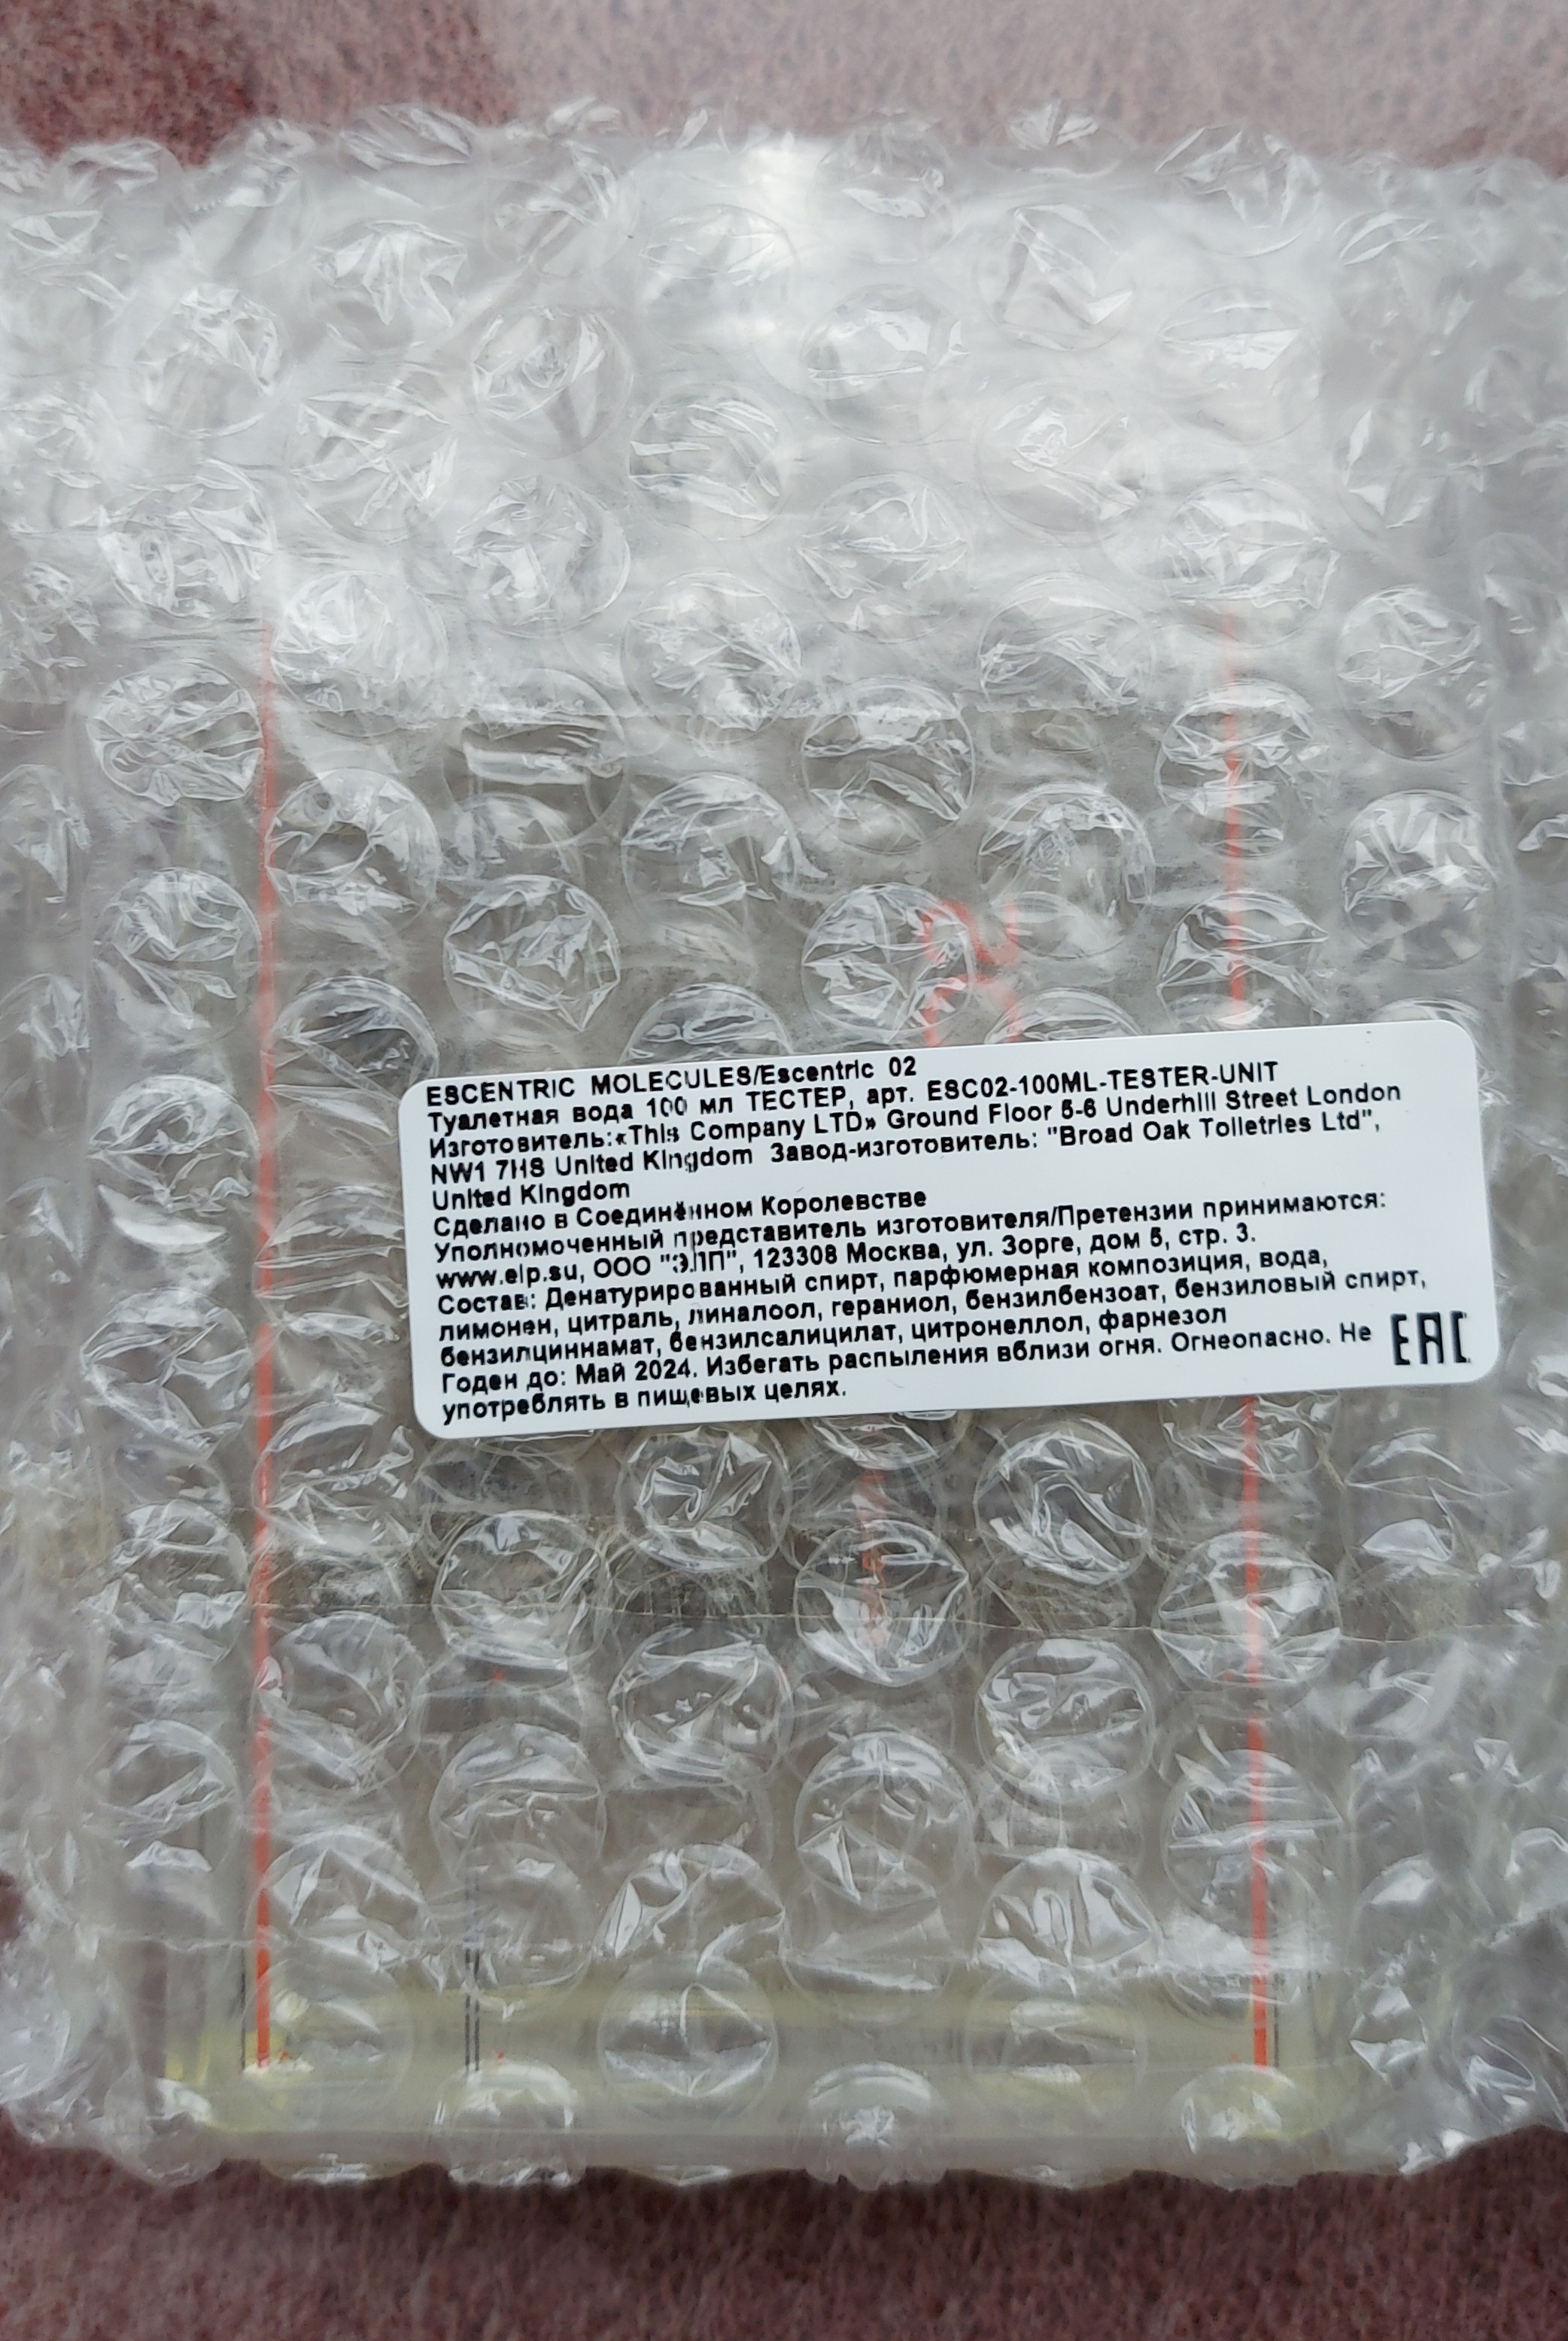 ESCENTRIC MOLECULES/Escentric 02
Туалетная вода 100 мл ТЕСТЕР, арт. ESC02-100ML-TESTER-UNIT
Изготовитель:«This Company LTD» Ground Floor 5-6 Underhill Street London
NW1 7HS United Kingdom Завод-изготовитель: "Broad Oak Toiletries Ltd",
United Kingdom
Сделано в Соединённом Королевстве
Уполномоченный представитель изготовителя/Претензии принимаются:
www.elp.su, ООО "ЭЛП", 123308 Москва, ул. Зорге, дом 5, стр. 3.
Состав: Денатурированный спирт, парфюмерная композиция, вода,
лимонен, цитраль, линалоол, гераниол, бензилбензоат, бензиловый спирт,
бензилциннамат, бензилсалицилат, цитронеллол, фарнезол
Годен до: Май 2024. Избегать распыления вблизи огня. Огнеопасно. Не
употреблять в пищевых целях.
EAC